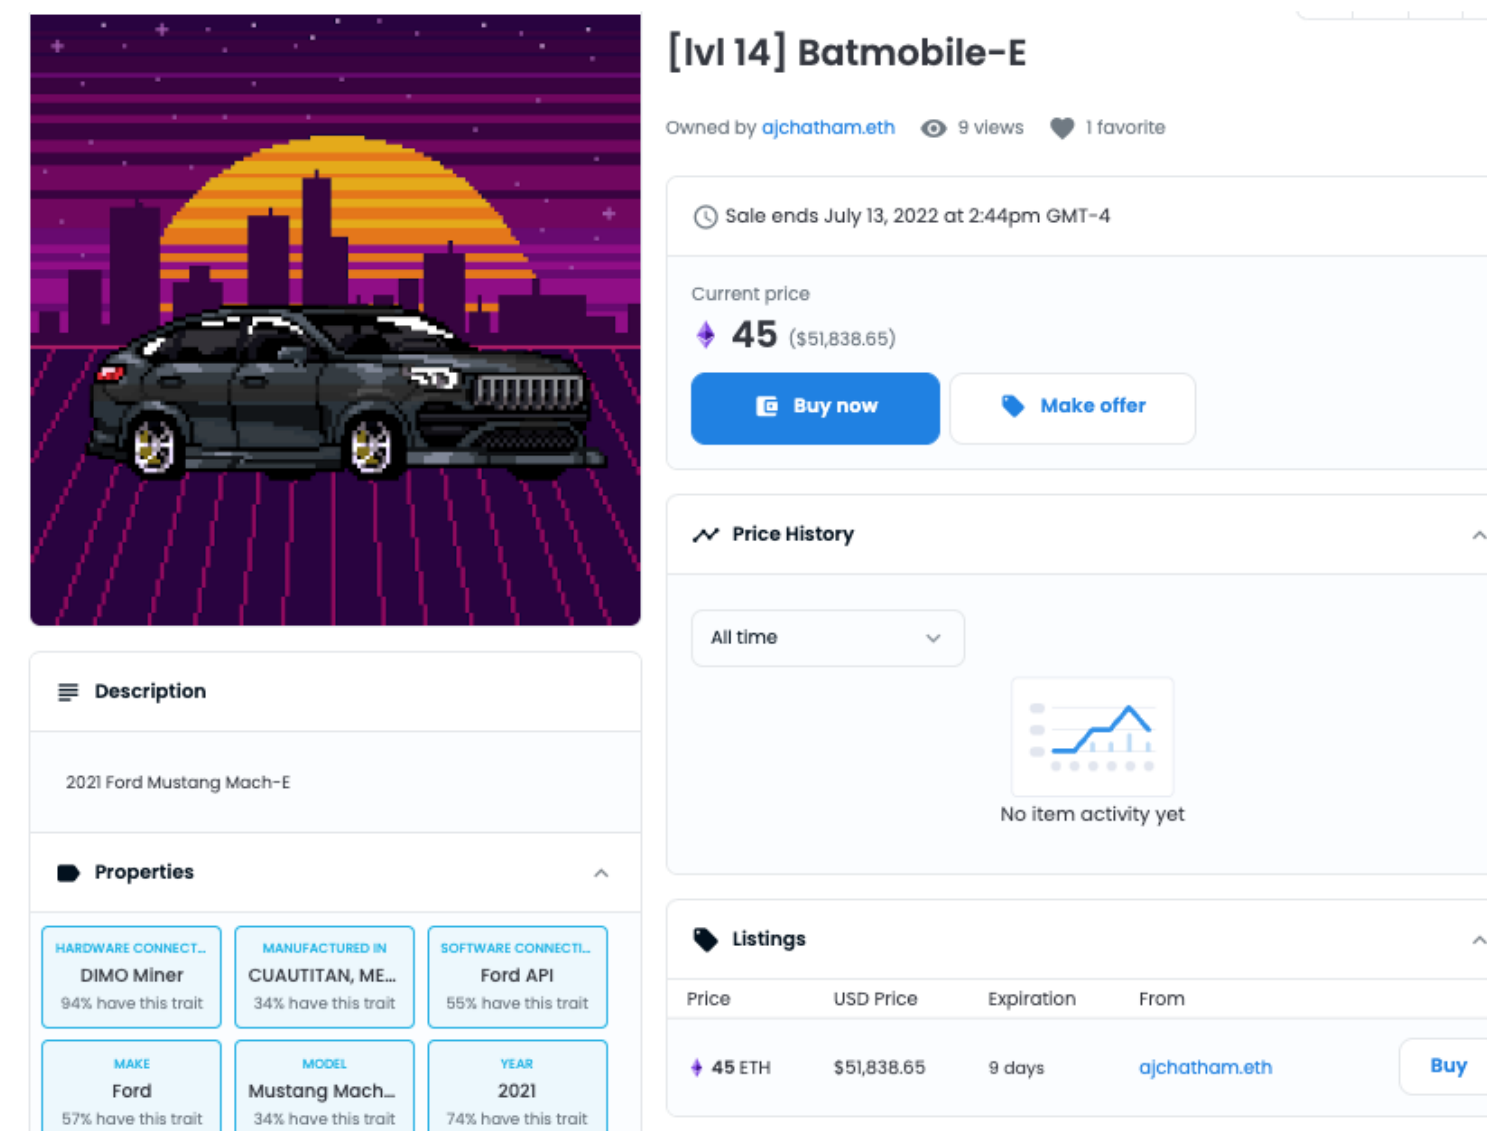 [lvl 14] Batmobile-E
Owned by ajchatham.eth 9 views 1 favorite
Sale ends July 13, 2022 at 2:44pm GMT-4
Current price
45 ($51,838.65)
Buy now Make offer
Price History
All time
No item activity yet
Listings
Price USD Price Expiration From
45 ETH $51,838.65 9 days ajchatham.eth Buy
Description
2021 Ford Mustang Mach-E
Properties
HARDWARE CONNECT...
DIMO Miner
94% have this trait
MANUFACTURED IN
CUAUTITAN, ME...
34% have this trait
SOFTWARE CONNECTI...
Ford API
55% have this trait
MAKE
Ford
57% have this trait
MODEL
Mustang Mach...
34% have this trait
YEAR
2021
74% have this trait